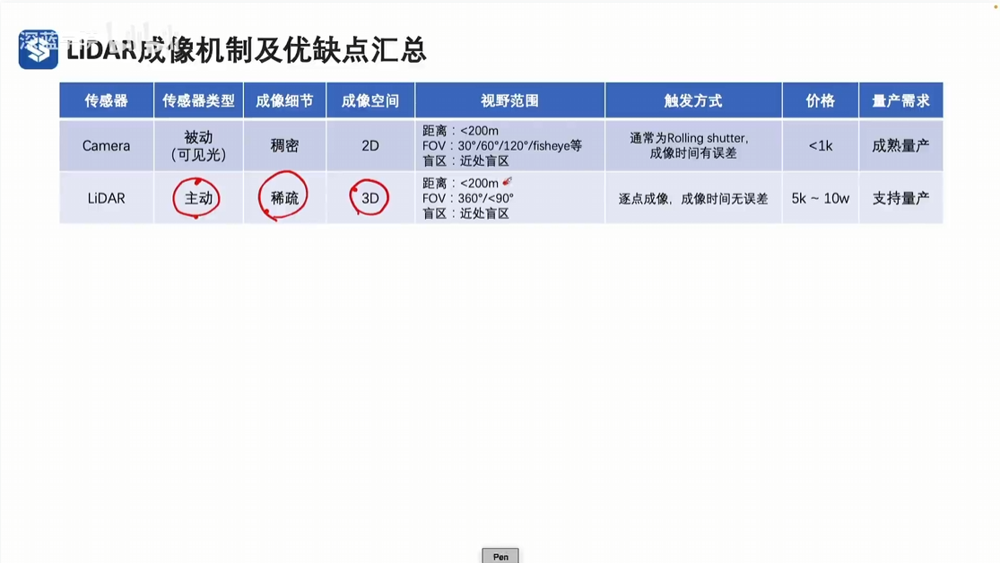 LiDAR成像机制及优缺点汇总
传感器 传感器类型 成像细节 成像空间 视野范围 触发方式 价格 量产需求
Camera 被动 (可见光) 稠密 2D 距离：<200m
FOV：30°/60°/120°/fisheye等
盲区：近处盲区
通常为Rolling shutter,
成像时间有误差
<1k 成熟量产
LiDAR 主动 稀疏 3D 距离：<200m
FOV：360°/<90°
盲区：近处盲区
逐点成像，成像时间无误差 5k ~ 10w 支持量产
Pen